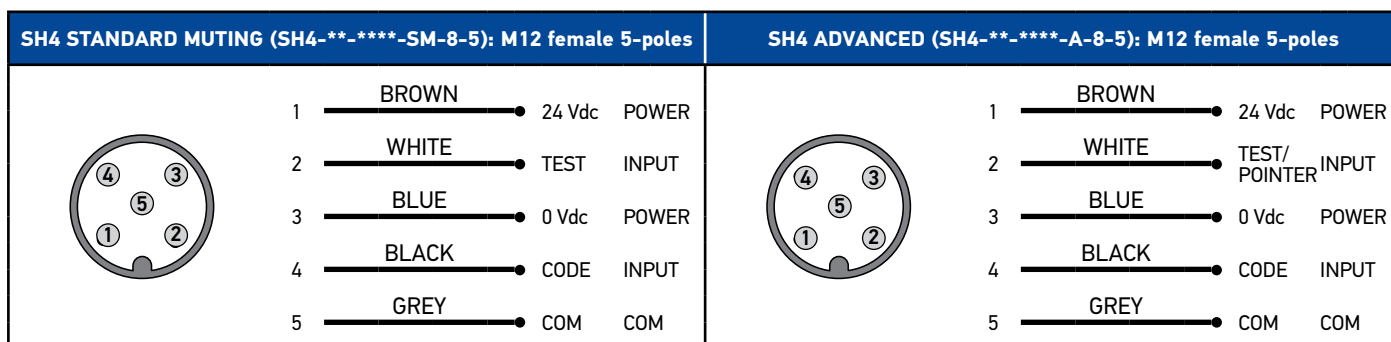 SH4 STANDARD MUTING (SH4-**-****-SM-8-5): M12 female 5-poles
4 3
5
1 2
BROWN
1 24 Vdc POWER
WHITE
2 TEST INPUT
BLUE
3 0 Vdc POWER
BLACK
4 CODE INPUT
GREY
5 COM COM
SH4 ADVANCED (SH4-**-****-A-8-5): M12 female 5-poles
4 3
5
1 2
BROWN
1 24 Vdc POWER
WHITE
2 TEST/
POINTER INPUT
BLUE
3 0 Vdc POWER
BLACK
4 CODE INPUT
GREY
5 COM COM